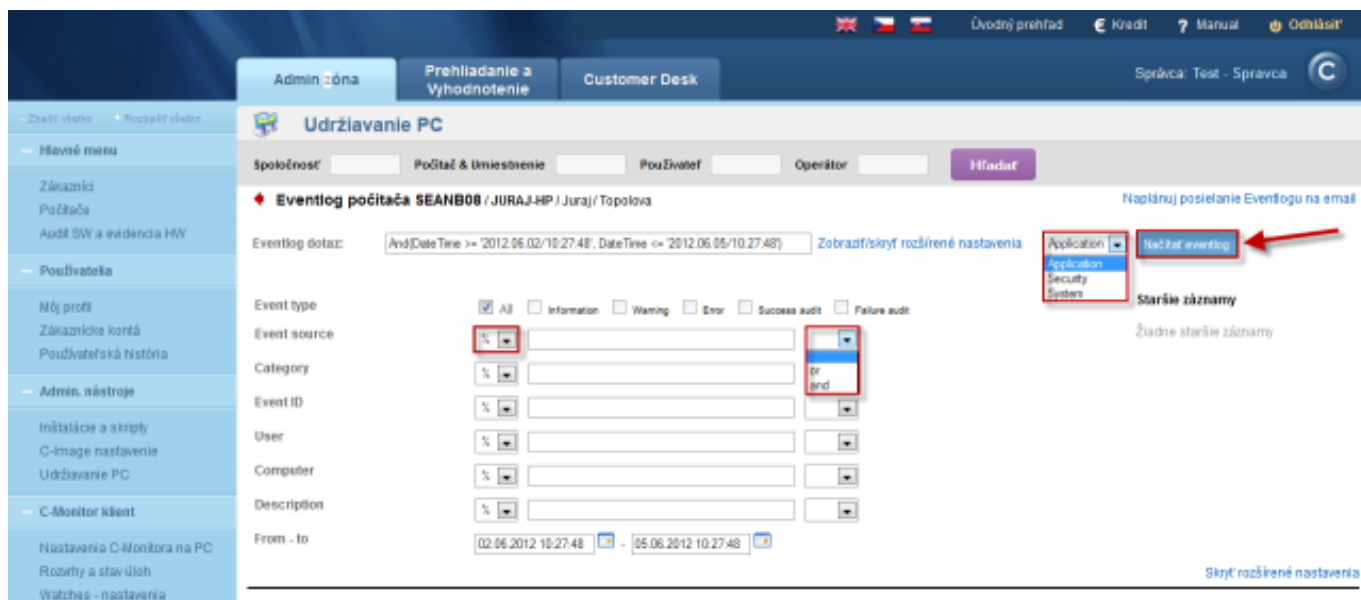 Úvodný prehľad € Kredit ? Manual Odhlásiť
Admin zóna Prehliadanie a Vyhodnotenie Customer Desk Správca: Test - Spravca
Zbaliť všetko Rozbaliť všetko
Udržiavanie PC
Hlavné menu
Spoločnosť Počítač & Umiestnenie Používateľ Operátor Hľadať
Zákazníci
Počítače
Audit SW a evidencia HW
Eventlog počítača SEANB08 / JURAJ-HP / Juraj / Topolova Naplánuj posielanie Eventlogu na email
Eventlog dotaz: And(DateTime >= '2012.06.02/10:27:48', DateTime <= '2012.06.05/10:27:48') Zobraziť/skryť rozšírené nastavenia Application Načítať eventlog
Application
Security
System
Používatelia
Môj profil
Zákaznícke kontá
Používateľská história
Event type All Information Warning Error Success audit Failure audit
Staršie záznamy
Event source %
Žiadne staršie záznamy
or
and
Category %
Event ID %
User %
Computer %
Description %
From - to 02.06.2012 10:27:48 - 05.06.2012 10:27:48
Admin. nástroje
Inštalácie a skripty
C-Image nastavenie
Udržiavanie PC
C-Monitor klient
Nastavenia C-Monitora na PC
Rozvrhy a stav úloh
Watches - nastavenia
Skryť rozšírené nastavenia